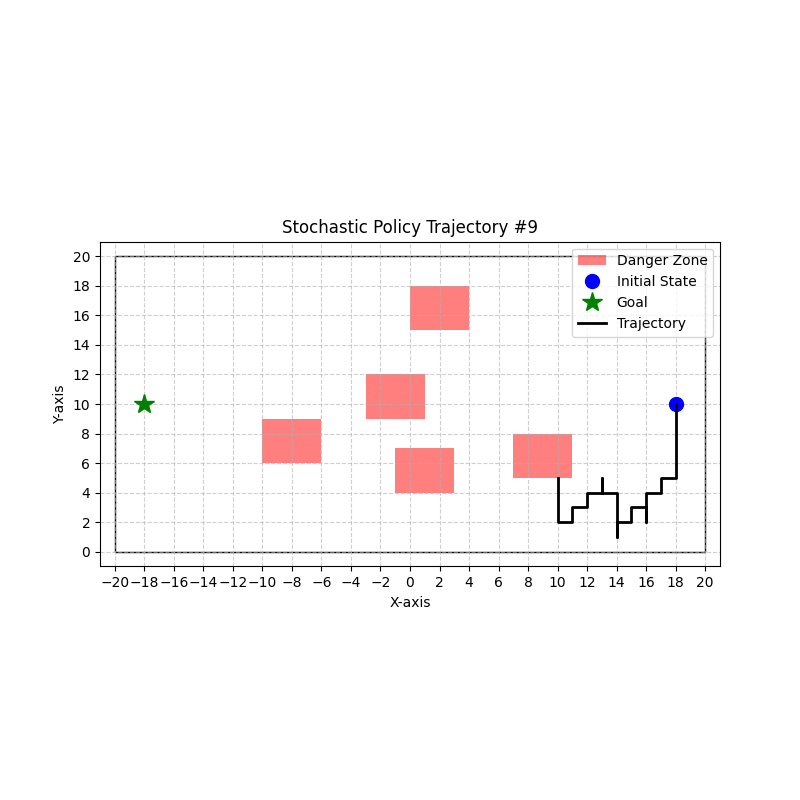 Stochastic Policy Trajectory #9
Danger Zone
Initial State
Goal
Trajectory
Y-axis
20
18
16
14
12
10
8
6
4
2
0
−20 −18 −16 −14 −12 −10 −8 −6 −4 −2 0 2 4 6 8 10 12 14 16 18 20
X-axis